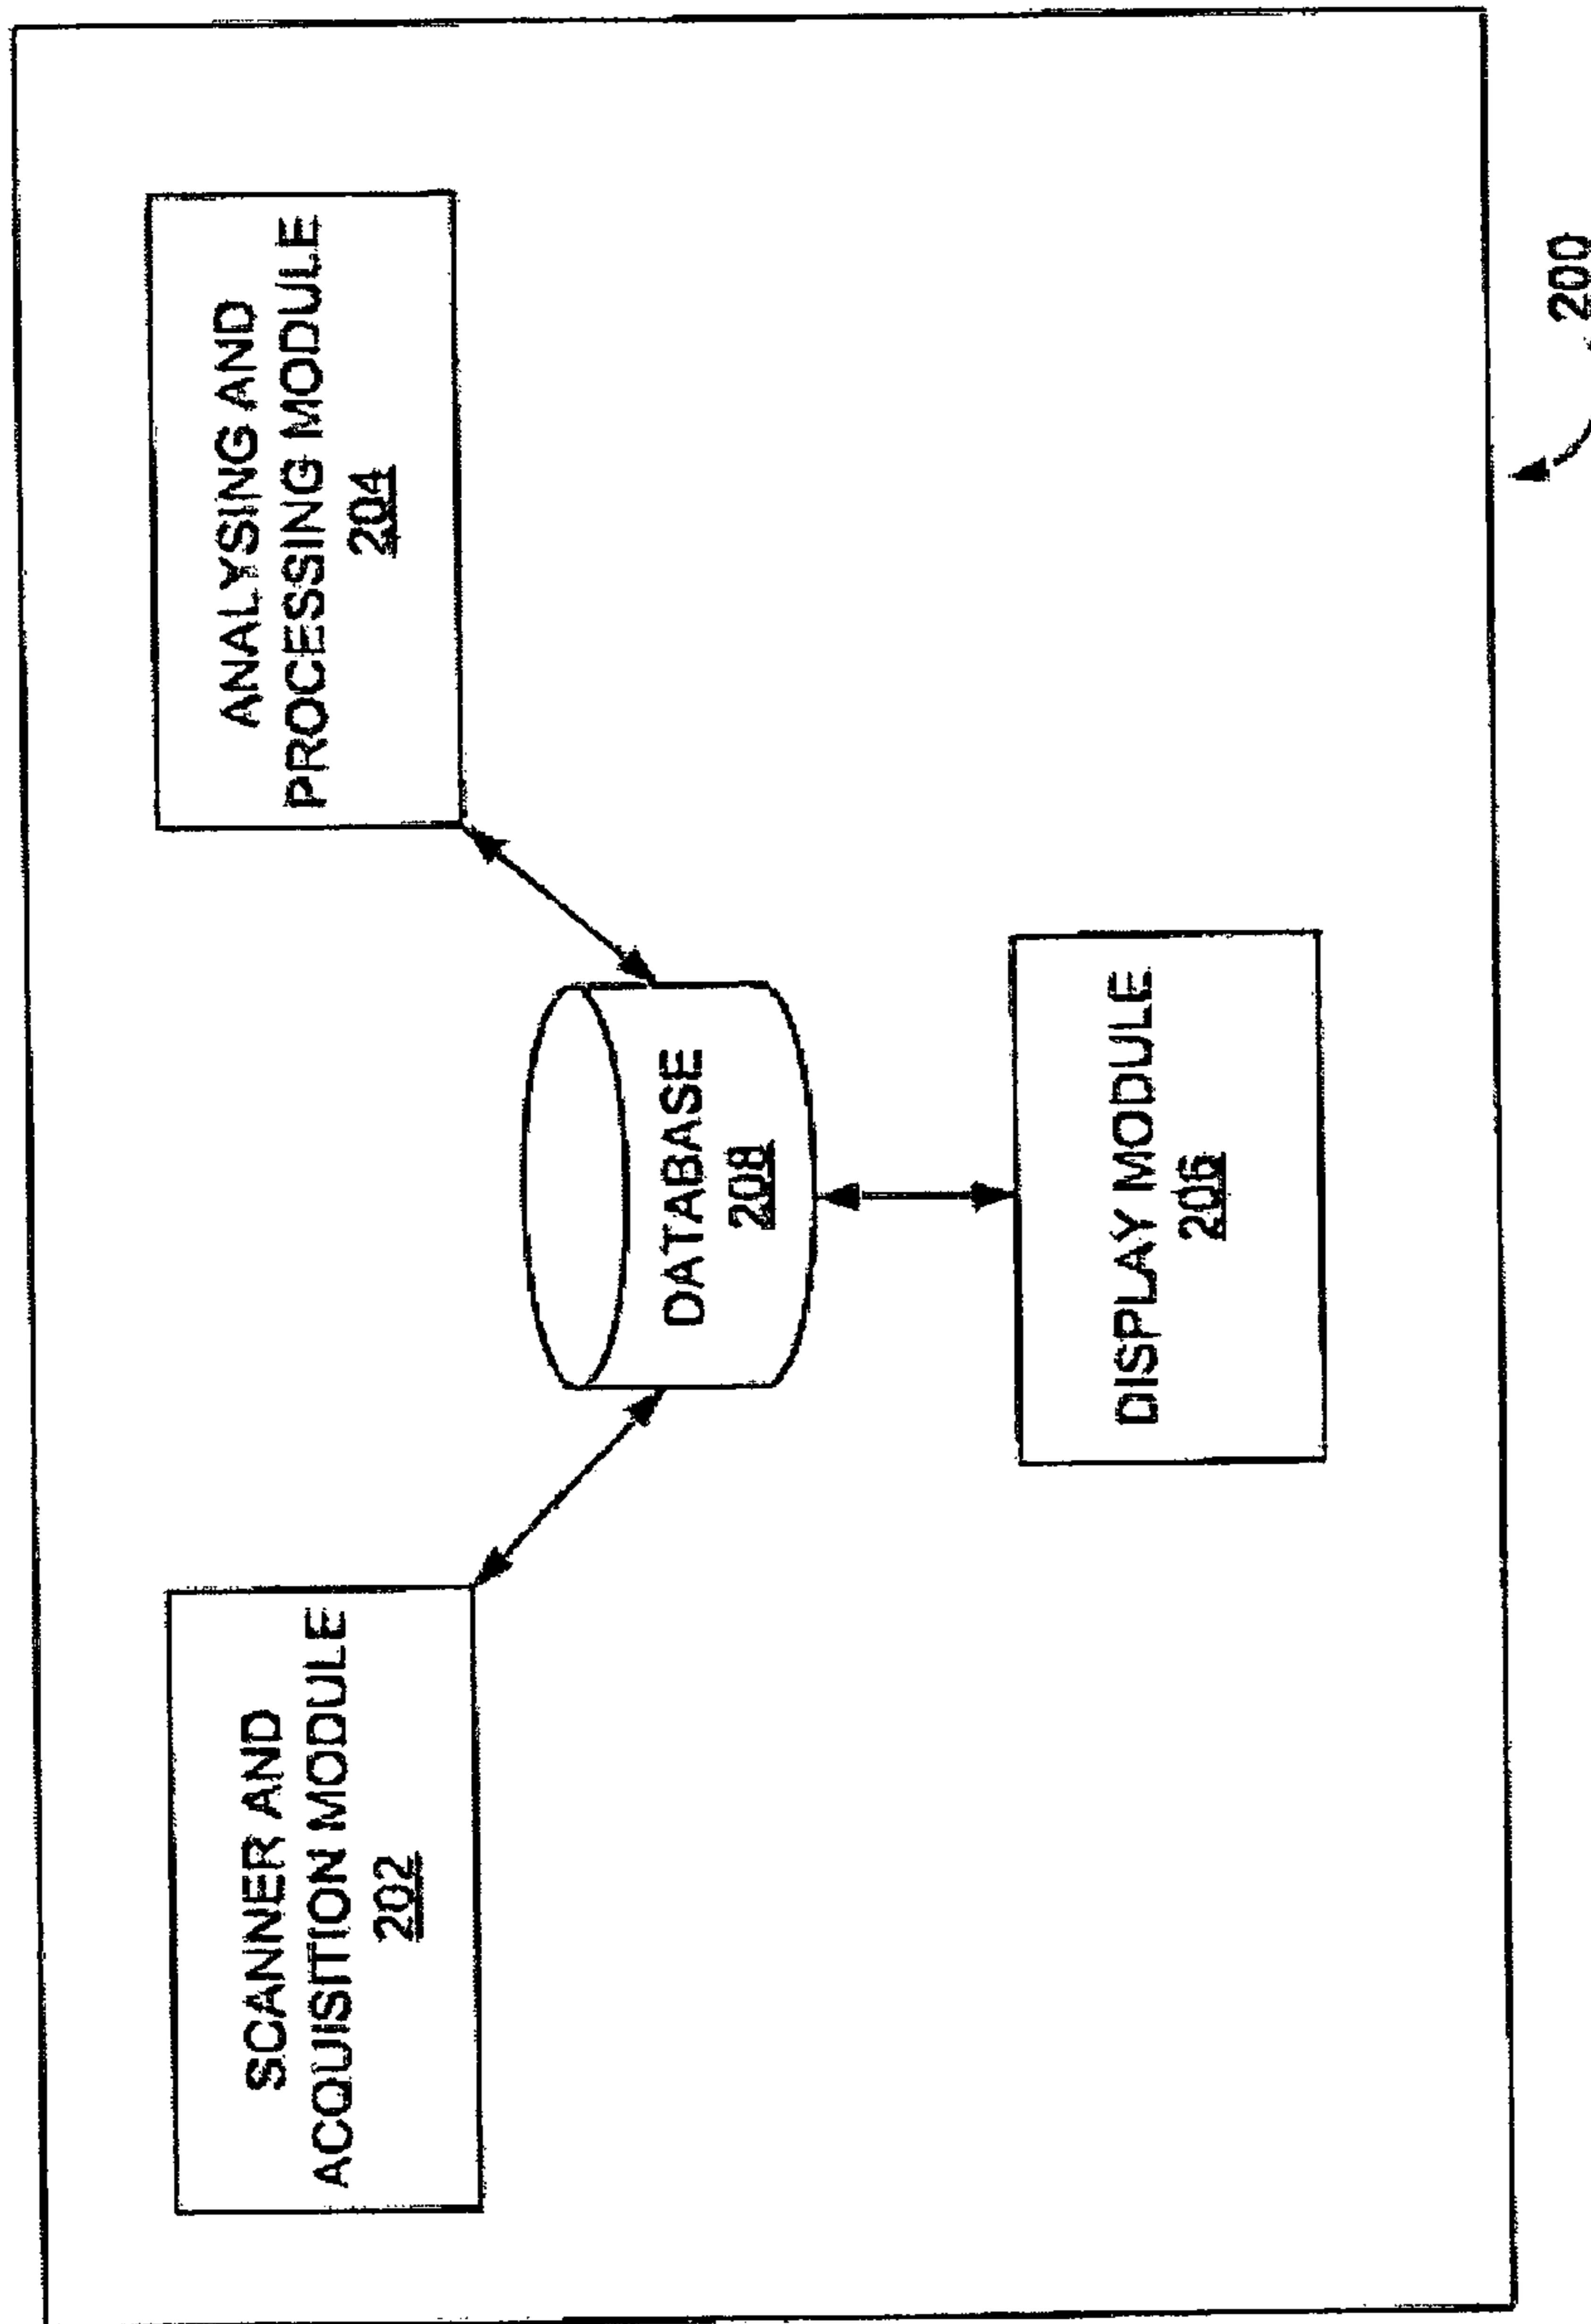 SCANNER AND
ACQUISITION MODULE
202
ANALYSING AND
PROCESSING MODULE
204
DATABASE
208
DISPLAY MODULE
206
200